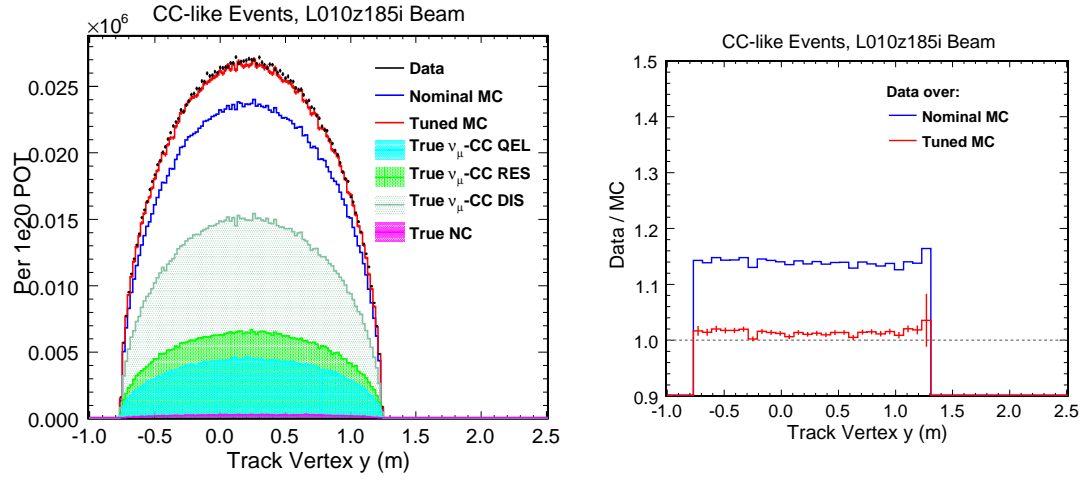 CC-like Events, L010z185i Beam
×10⁶
Per 1e20 POT
0.025
0.020
0.015
0.010
0.005
0.000
Data
Nominal MC
Tuned MC
True νμ-CC QEL
True νμ-CC RES
True νμ-CC DIS
True NC
-1.0 -0.5 0.0 0.5 1.0 1.5 2.0 2.5
Track Vertex y (m)
CC-like Events, L010z185i Beam
Data / MC
1.5
1.4
1.3
1.2
1.1
1.0
0.9
Data over:
Nominal MC
Tuned MC
-1.0 -0.5 0.0 0.5 1.0 1.5 2.0 2.5
Track Vertex y (m)